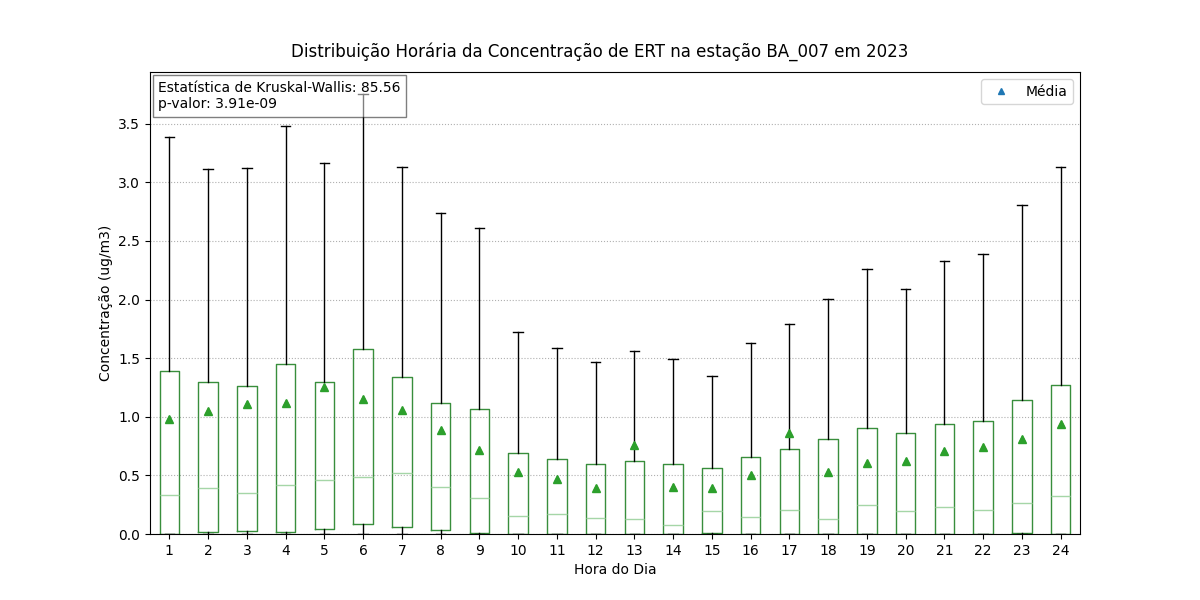 Distribuição Horária da Concentração de ERT na estação BA_007 em 2023
Estatística de Kruskal-Wallis: 85.56
p-valor: 3.91e-09
Média
Concentração (ug/m3)
3.5
3.0
2.5
2.0
1.5
1.0
0.5
0.0
1 2 3 4 5 6 7 8 9 10 11 12 13 14 15 16 17 18 19 20 21 22 23 24
Hora do Dia